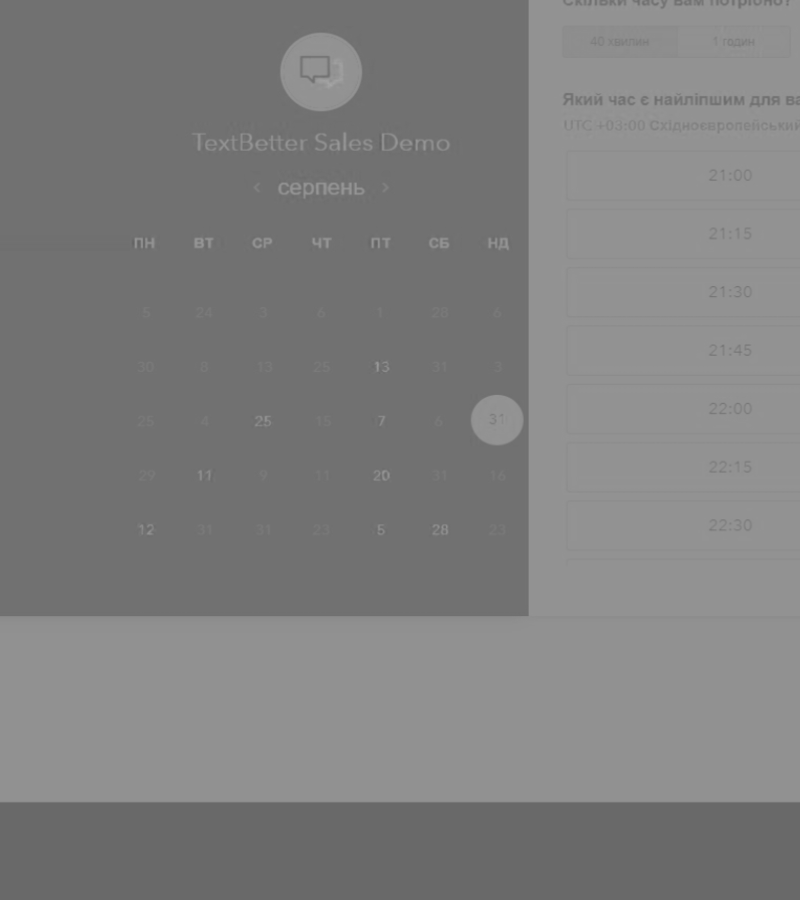 TextBetter Sales Demo
‹ серпень ›
ПН ВТ СР ЧТ ПТ СБ НД
5 24 3 6 1 28 6
30 8 13 25 13 31 3
25 4 25 15 7 6 31
29 11 9 11 20 31 16
12 31 31 23 5 28 23
Скільки часу вам потрібно?
40 хвилин 1 годин
Який час є найліпшим для ва
UTC +03:00 Східноєвропейський
21:00
21:15
21:30
21:45
22:00
22:15
22:30